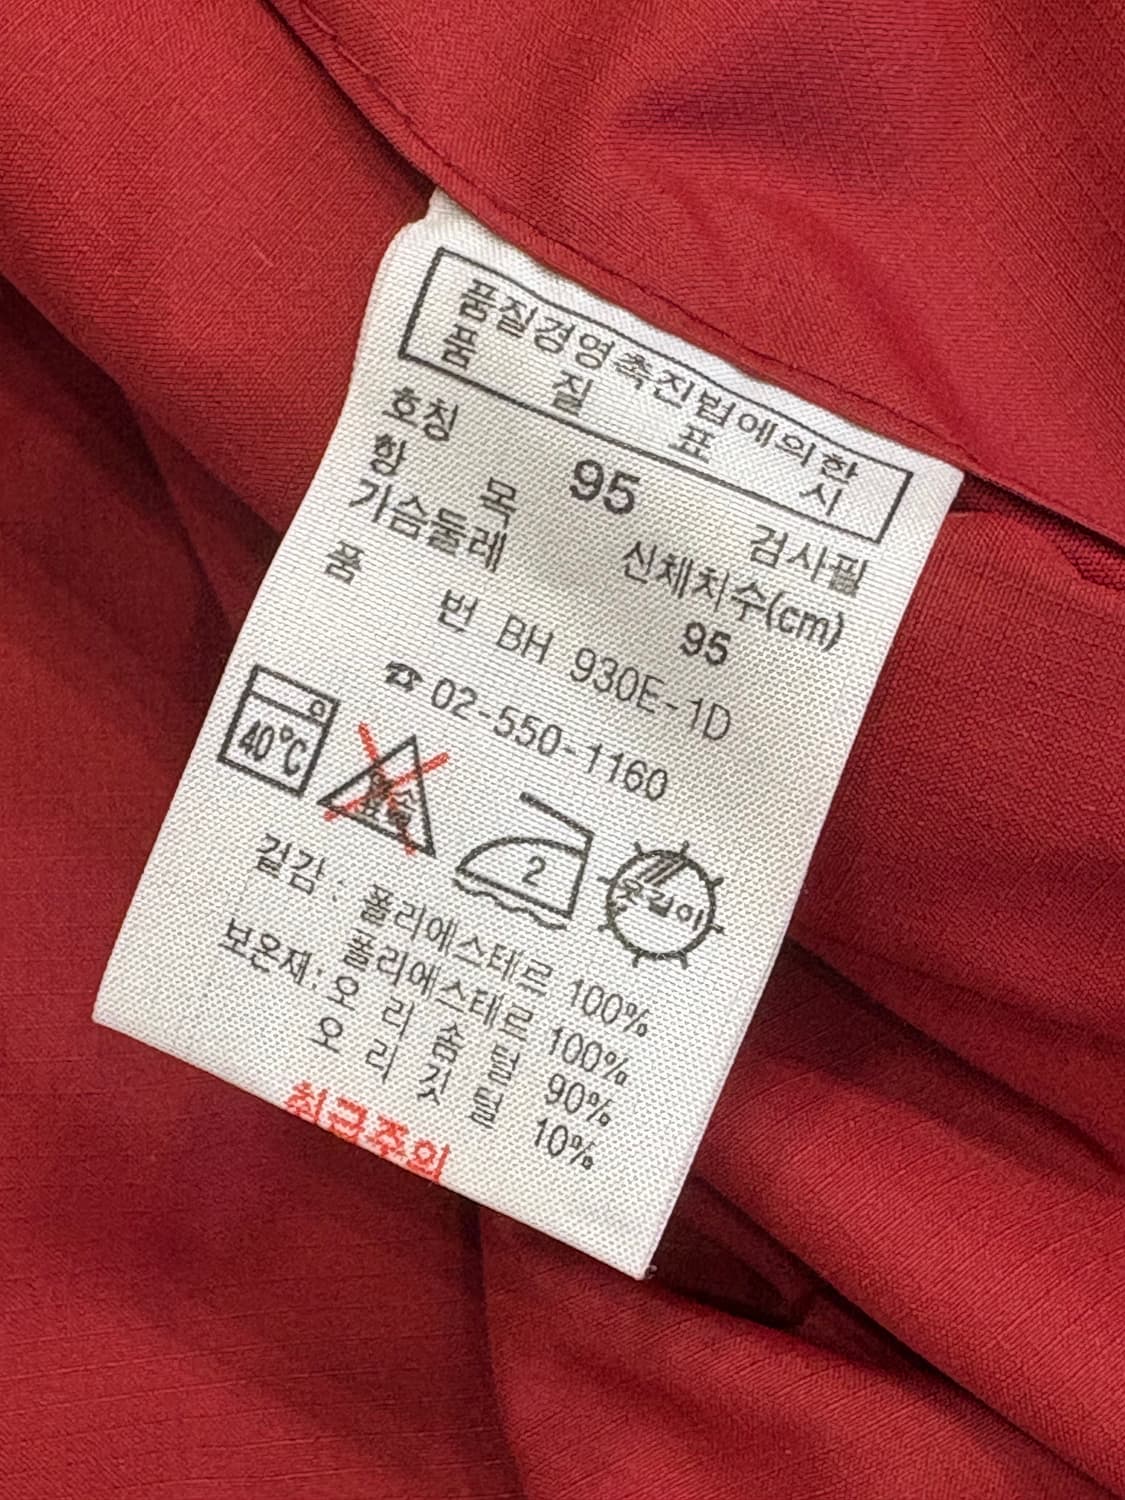 품질경영촉진법에의한
품 질 표 시
호칭 95 검사필
항 목 신체치수(cm)
가슴둘레 95
품 번 BH 930E-1D
☎ 02-550-1160
40℃
염소
표백
2
옷걸이
겉감 : 폴리에스테르 100%
폴리에스테르 100%
보온재 : 오리솜털 90%
오리깃털 10%
취급주의